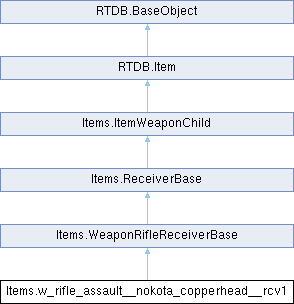 RTDB.BaseObject
RTDB.Item
Items.ItemWeaponChild
Items.ReceiverBase
Items.WeaponRifleReceiverBase
Items.w_rifle_assault__nokota_copperhead__rcv1